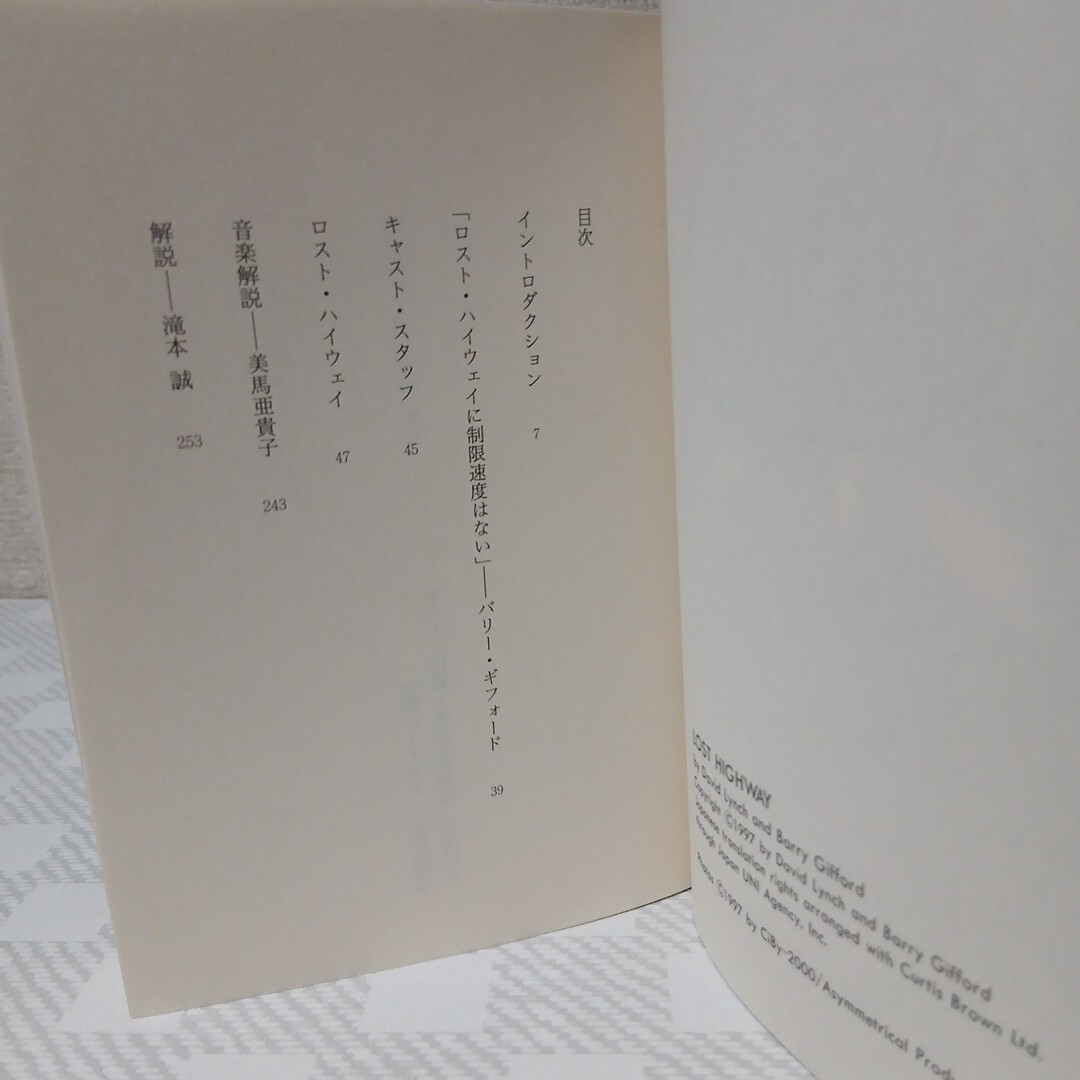 目次
イントロダクション 7
「ロスト・ハイウェイに制限速度はない」――バリー・ギフォード 39
キャスト・スタッフ 45
ロスト・ハイウェイ 47
音楽解説――美馬亜貴子 243
解説――滝本 誠 253
LOST HIGHWAY
by David Lynch and Barry Gifford
Copyright ©1997 by David Lynch and Barry Gifford
Japanese translation rights arranged with Curtis Brown Ltd.
through Japan UNI Agency, Inc.
Photos ©1997 by CiBy-2000/Asymmetrical Produ